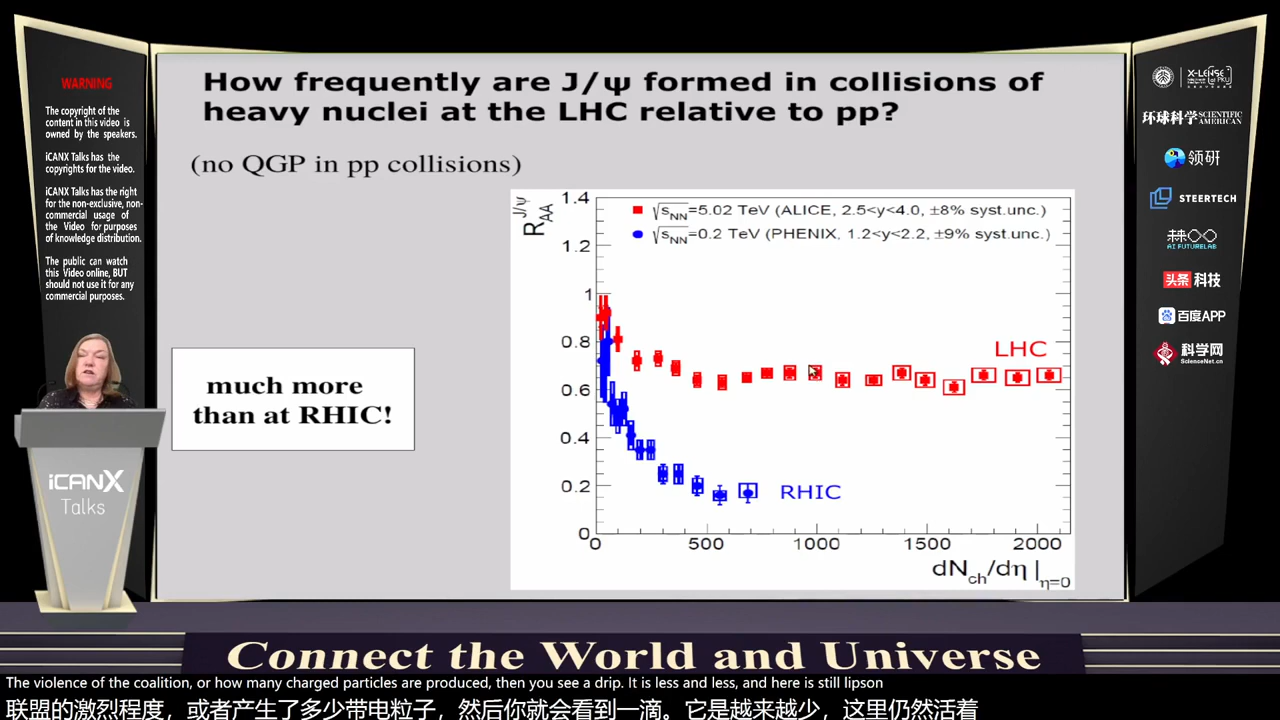 WARNING
The copyright of the
content in this video is
owned by the speakers.
iCANX Talks has the
copyrights for the video.
iCANX Talks has the right
for the non-exclusive, non-
commercial usage of
the Video for purposes
of knowledge distribution.
The public can watch
this Video online, BUT
should not use it for any
commercial purposes.
iCANX
Talks
How frequently are J/ψ formed in collisions of
heavy nuclei at the LHC relative to pp?
(no QGP in pp collisions)
much more
than at RHIC!
R_AA^J/ψ
1.4
1.2
1
0.8
0.6
0.4
0.2
0
√s_NN=5.02 TeV (ALICE, 2.5<y<4.0, ±8% syst.unc.)
√s_NN=0.2 TeV (PHENIX, 1.2<y<2.2, ±9% syst.unc.)
LHC
RHIC
0 500 1000 1500 2000
dN_ch/dη|_η=0
X-LENSE
环球科学 SCIENTIFIC AMERICAN
领研
STEERTECH
AI FUTURELAB
头条 科技
百度APP
科学网
ScienceNet.cn
Connect the World and Universe
The violence of the coalition, or how many charged particles are produced, then you see a drip. It is less and less, and here is still lipson
联盟的激烈程度，或者产生了多少带电粒子，然后你就会看到一滴。它是越来越少，这里仍然活着